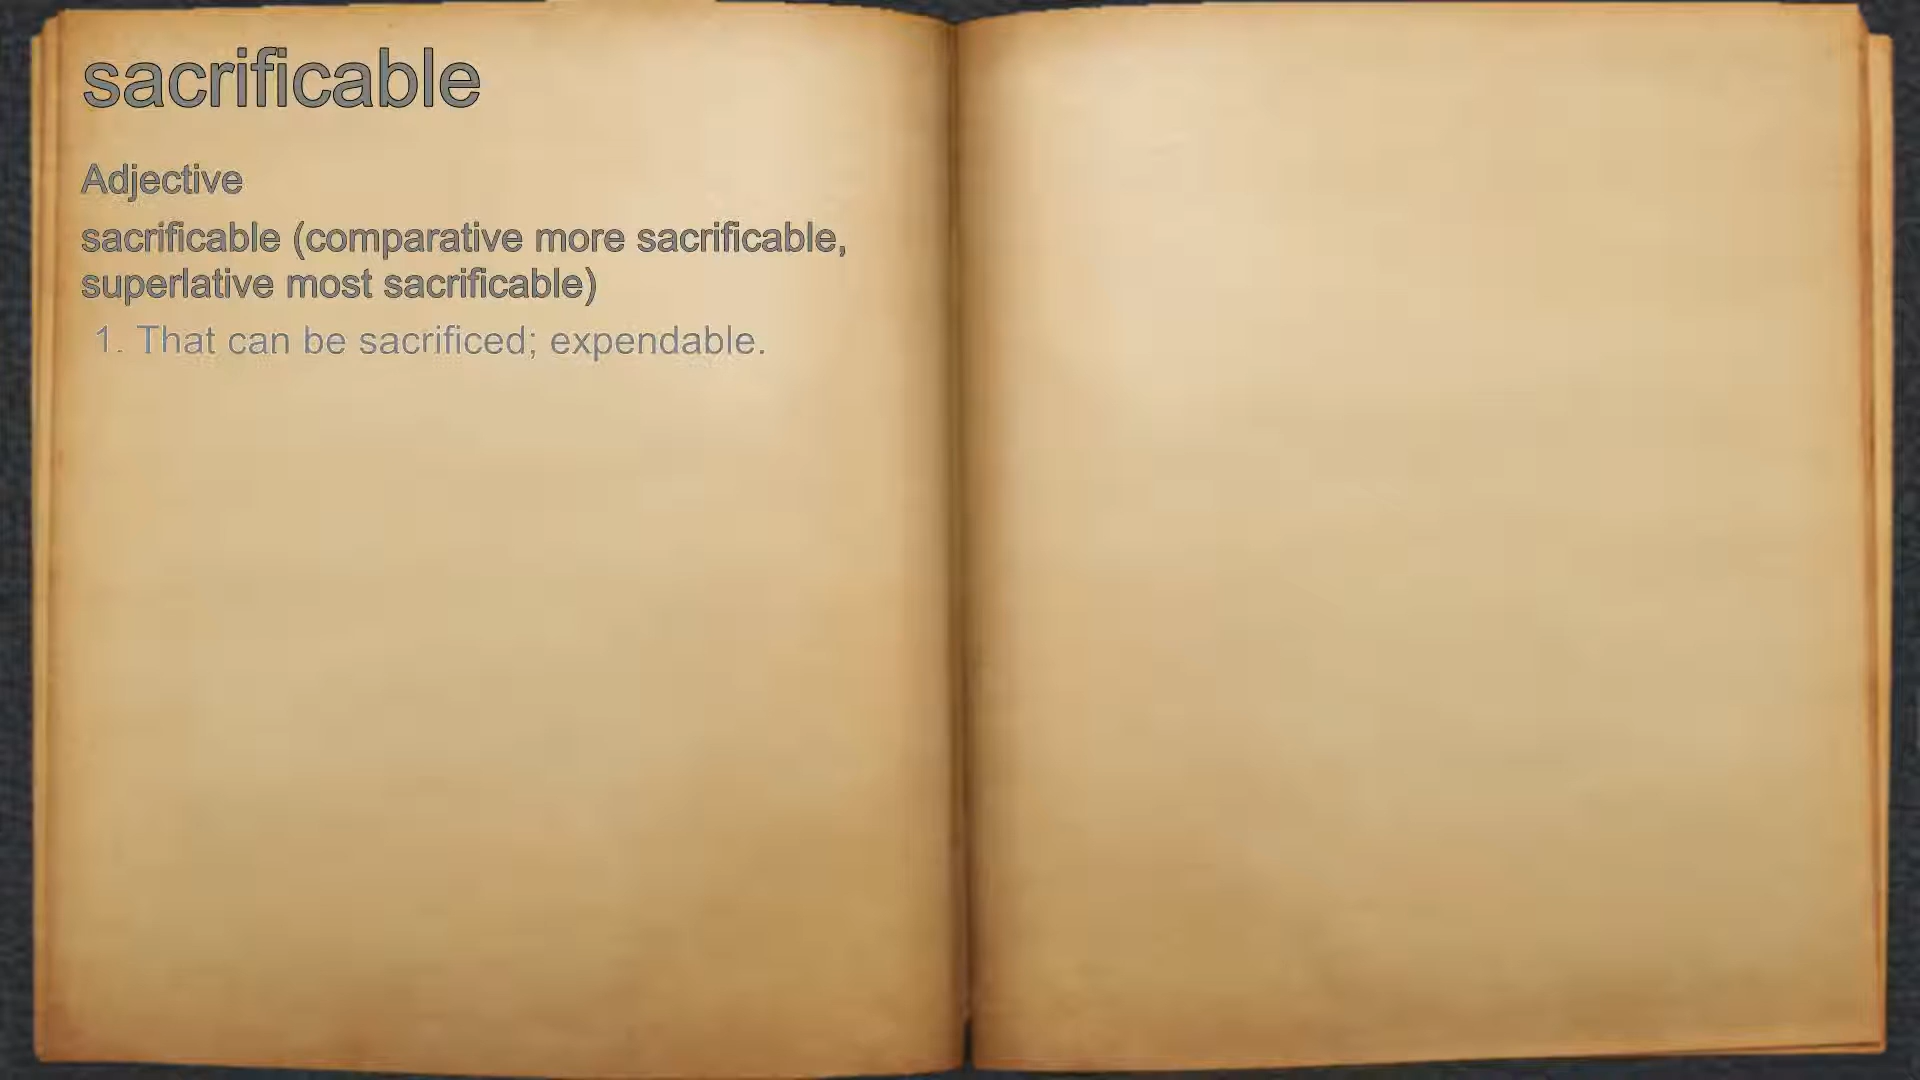 sacrificable
Adjective
sacrificable (comparative more sacrificable,
superlative most sacrificable)
1. That can be sacrificed; expendable.